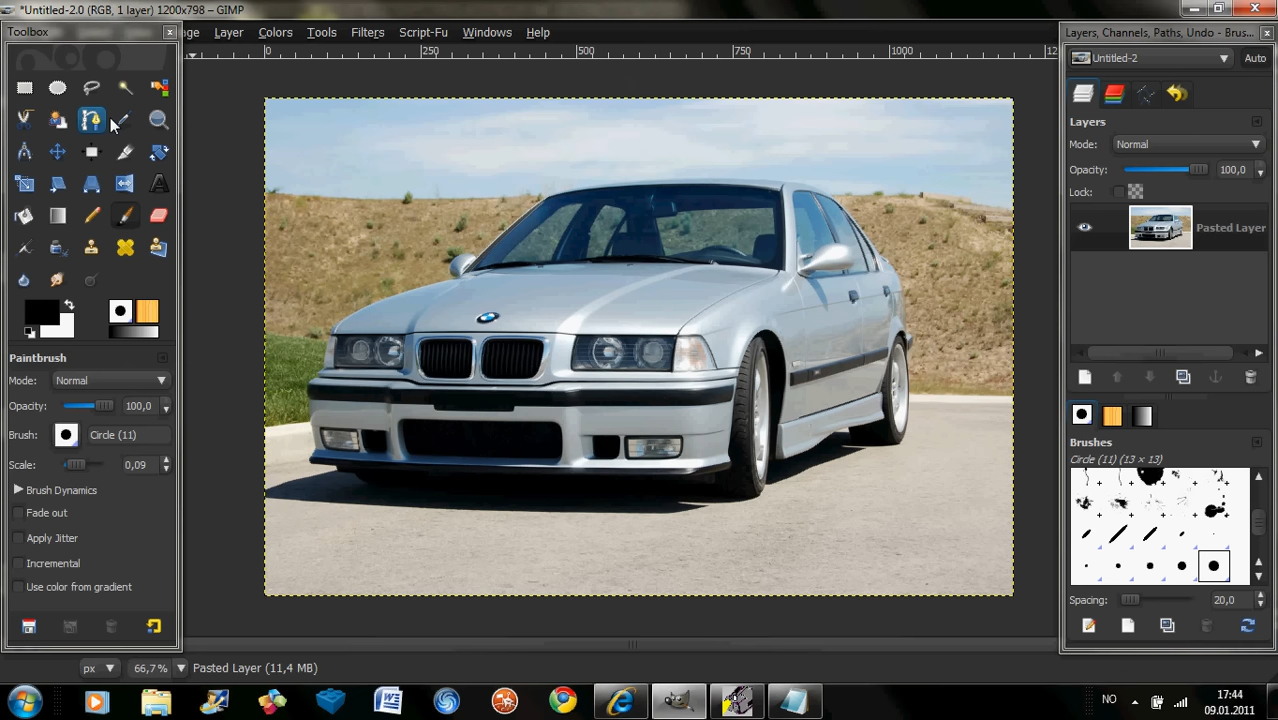 *Untitled-2.0 (RGB, 1 layer) 1200x798 – GIMP
Toolbox
age Layer Colors Tools Filters Script-Fu Windows Help
0 250 500 750 1000 12
Layers, Channels, Paths, Undo - Brus...
Untitled-2 Auto
Layers
Mode: Normal
Opacity: 100,0
Lock:
Pasted Layer
Paintbrush
Mode: Normal
Opacity: 100,0
Brush: Circle (11)
Scale: 0,09
Brush Dynamics
Fade out
Apply Jitter
Incremental
Use color from gradient
Brushes
Circle (11) (13 × 13)
Spacing: 20,0
px 66,7% Pasted Layer (11,4 MB)
NO 17:44
09.01.2011